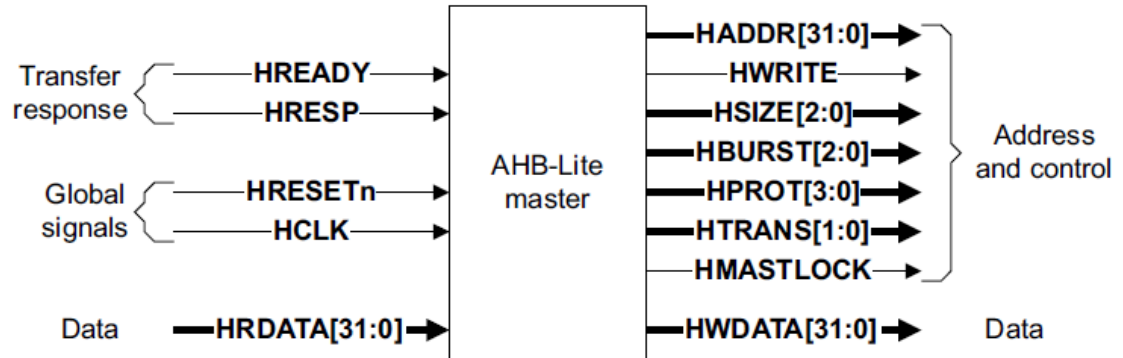 Transfer
response
HREADY
HRESP
Global
signals
HRESETn
HCLK
Data
HRDATA[31:0]
AHB-Lite
master
HADDR[31:0]
HWRITE
HSIZE[2:0]
HBURST[2:0]
HPROT[3:0]
HTRANS[1:0]
HMASTLOCK
Address
and control
HWDATA[31:0]
Data